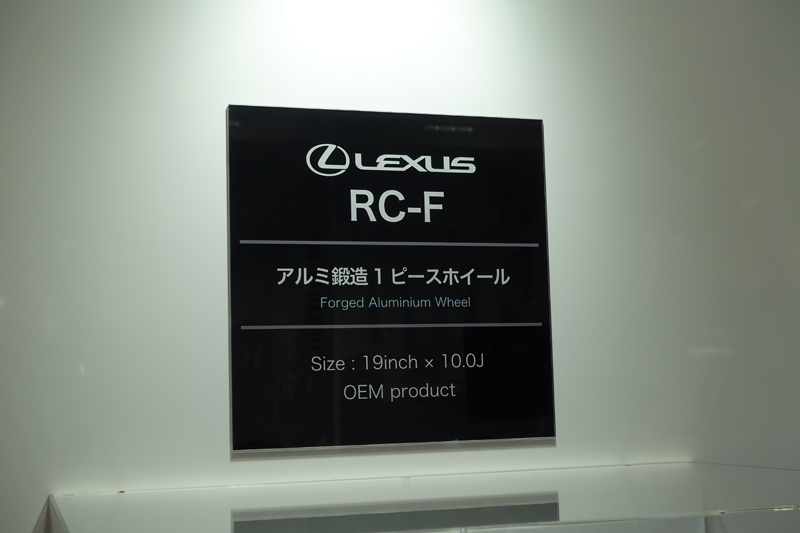 LEXUS
RC-F
アルミ鍛造1ピースホイール
Forged Aluminium Wheel
Size : 19inch × 10.0J
OEM product